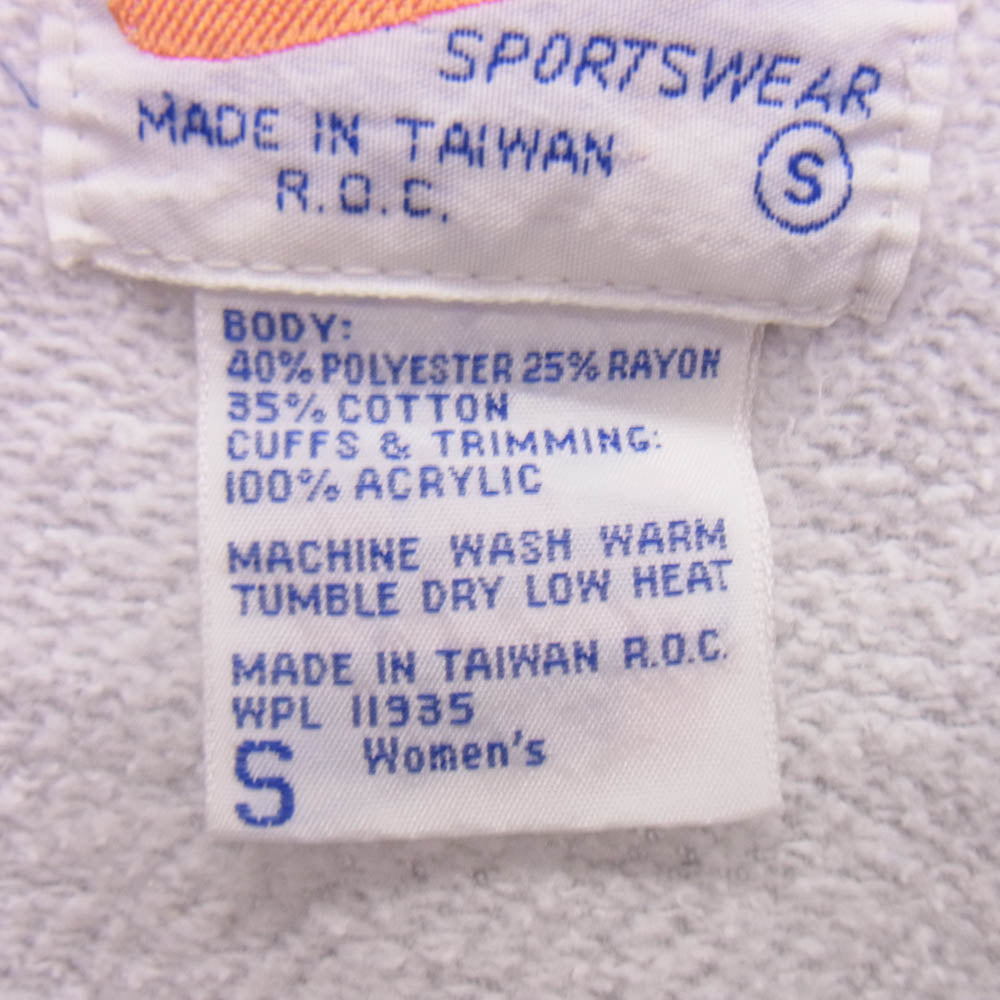 SPORTSWEAR
MADE IN TAIWAN
R.O.C.
S
BODY:
40% POLYESTER 25% RAYON
35% COTTON
CUFFS & TRIMMING:
100% ACRYLIC
MACHINE WASH WARM
TUMBLE DRY LOW HEAT
MADE IN TAIWAN R.O.C.
WPL 11935
S Women's